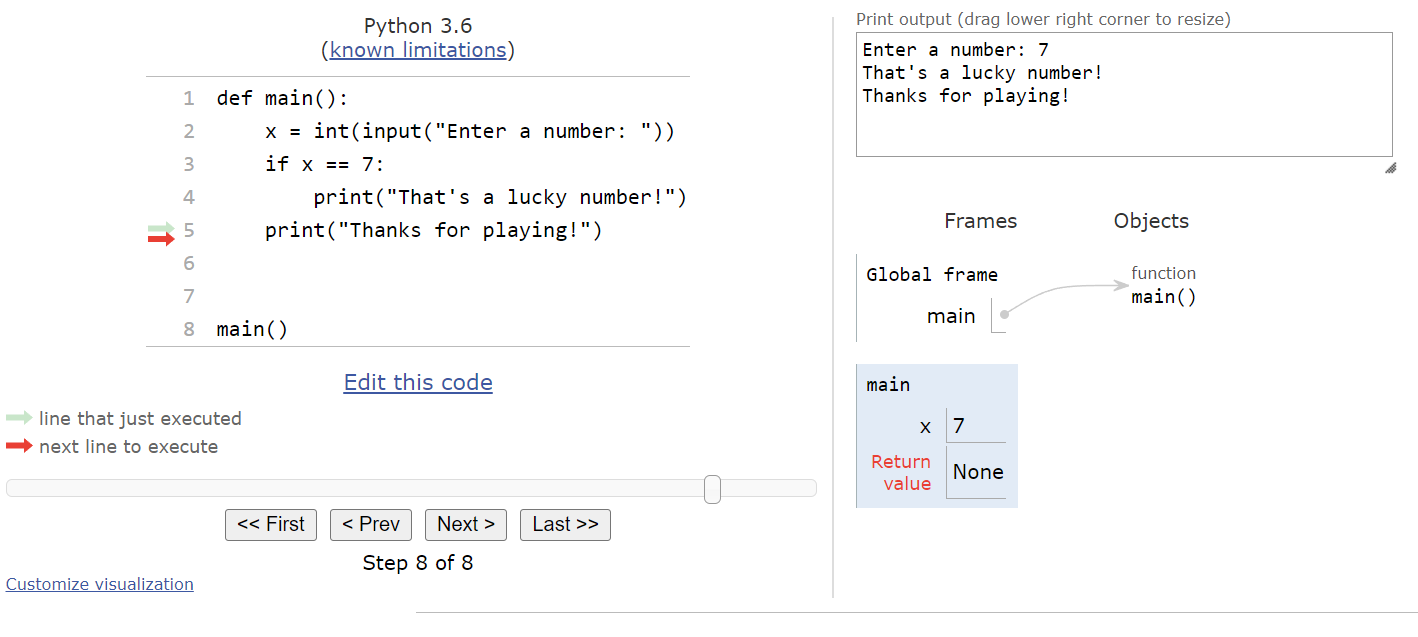 Python 3.6
(known limitations)
1 def main():
2     x = int(input("Enter a number: "))
3     if x == 7:
4         print("That's a lucky number!")
5     print("Thanks for playing!")
6
7
8 main()
Edit this code
line that just executed
next line to execute
<< First < Prev Next > Last >>
Step 8 of 8
Customize visualization
Print output (drag lower right corner to resize)
Enter a number: 7
That's a lucky number!
Thanks for playing!
Frames Objects
Global frame
main
function
main()
main
x 7
Return
value None